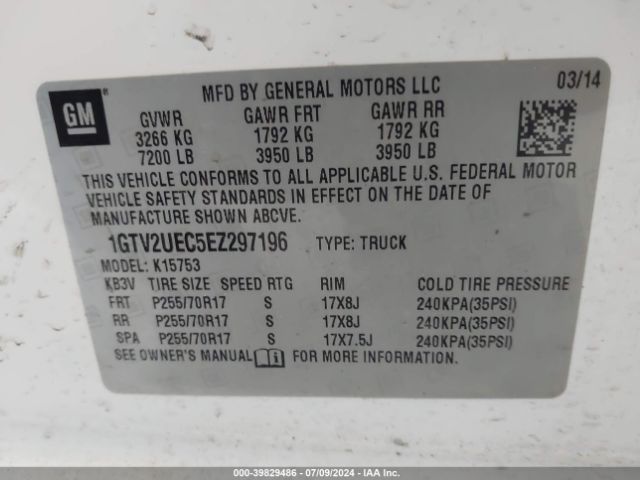 GM
MFD BY GENERAL MOTORS LLC 03/14
GVWR GAWR FRT GAWR RR
3266 KG 1792 KG 1792 KG
7200 LB 3950 LB 3950 LB
THIS VEHICLE CONFORMS TO ALL APPLICABLE U.S. FEDERAL MOTOR
VEHICLE SAFETY STANDARDS IN EFFECT ON THE DATE OF
MANUFACTURE SHOWN ABOVE.
1GTV2UEC5EZ297196 TYPE: TRUCK
MODEL: K15753
KB3V TIRE SIZE SPEED RTG RIM COLD TIRE PRESSURE
FRT P255/70R17 S 17X8J 240KPA(35PSI)
RR P255/70R17 S 17X8J 240KPA(35PSI)
SPA P255/70R17 S 17X7.5J 240KPA(35PSI)
SEE OWNER'S MANUAL FOR MORE INFORMATION.
000-39829486 - 07/09/2024 - IAA Inc.